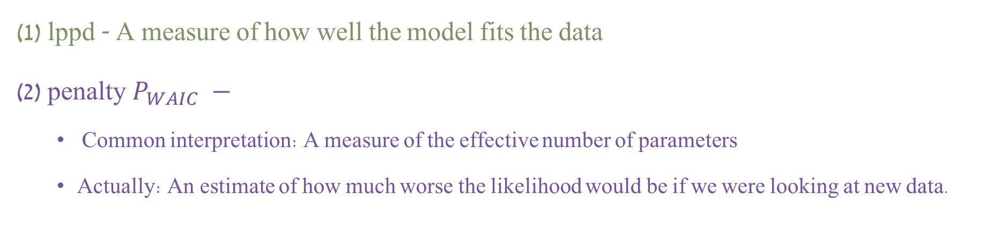 (1) lppd - A measure of how well the model fits the data
(2) penalty P_WAIC −
• Common interpretation: A measure of the effective number of parameters
• Actually: An estimate of how much worse the likelihood would be if we were looking at new data.